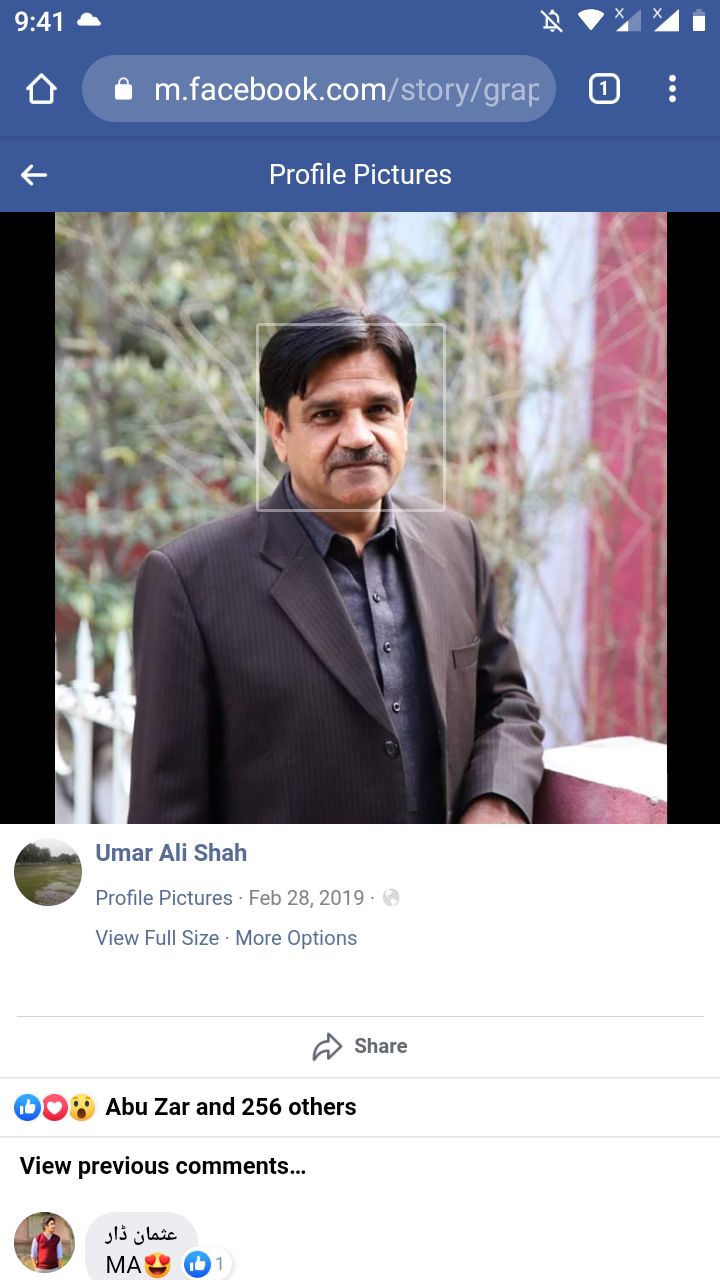 9:41
m.facebook.com/story/grap
1
Profile Pictures
Umar Ali Shah
Profile Pictures · Feb 28, 2019 ·
View Full Size · More Options
Share
Abu Zar and 256 others
View previous comments...
عثمان ڈار
MA😍 1